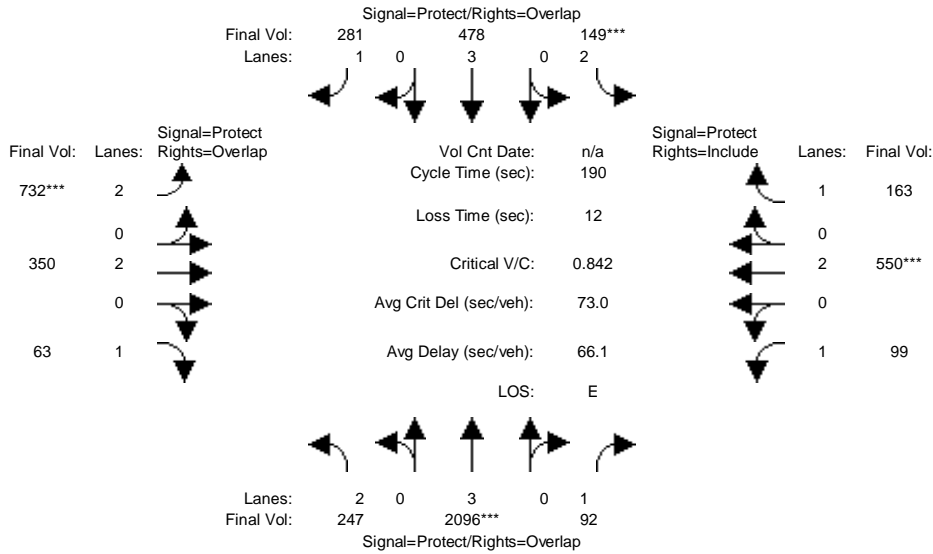 Signal=Protect/Rights=Overlap
Final Vol: 281 478 149***
Lanes: 1 0 3 0 2
Signal=Protect
Final Vol: Lanes: Rights=Overlap
Vol Cnt Date: n/a
Signal=Protect
Rights=Include Lanes: Final Vol:
Cycle Time (sec): 190
732*** 2
1 163
Loss Time (sec): 12
0
0
350 2
Critical V/C: 0.842
2 550***
0
Avg Crit Del (sec/veh): 73.0
0
63 1
Avg Delay (sec/veh): 66.1
1 99
LOS: E
Lanes: 2 0 3 0 1
Final Vol: 247 2096*** 92
Signal=Protect/Rights=Overlap